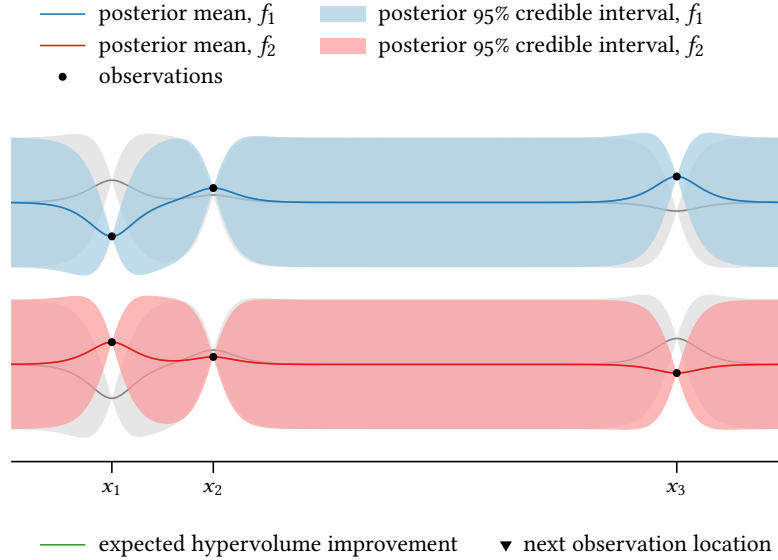 posterior mean, f1 posterior 95% credible interval, f1
posterior mean, f2 posterior 95% credible interval, f2
observations
x1 x2 x3
expected hypervolume improvement next observation location